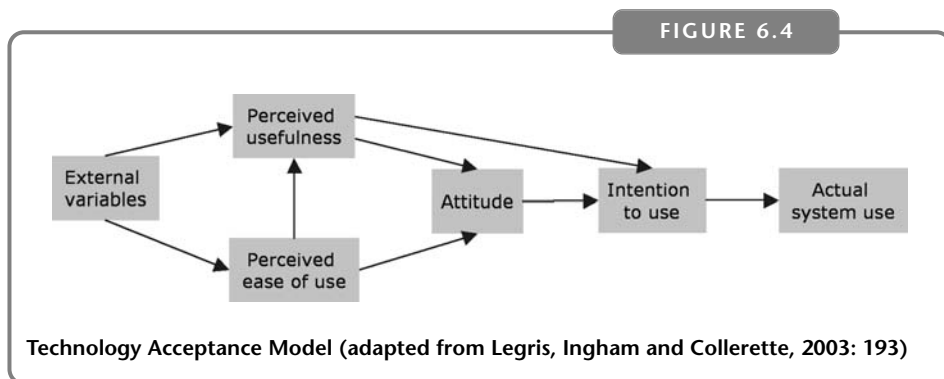 FIGURE 6.4
Perceived
usefulness
External
variables
Attitude
Intention
to use
Actual
system use
Perceived
ease of use
Technology Acceptance Model (adapted from Legris, Ingham and Collerette, 2003: 193)